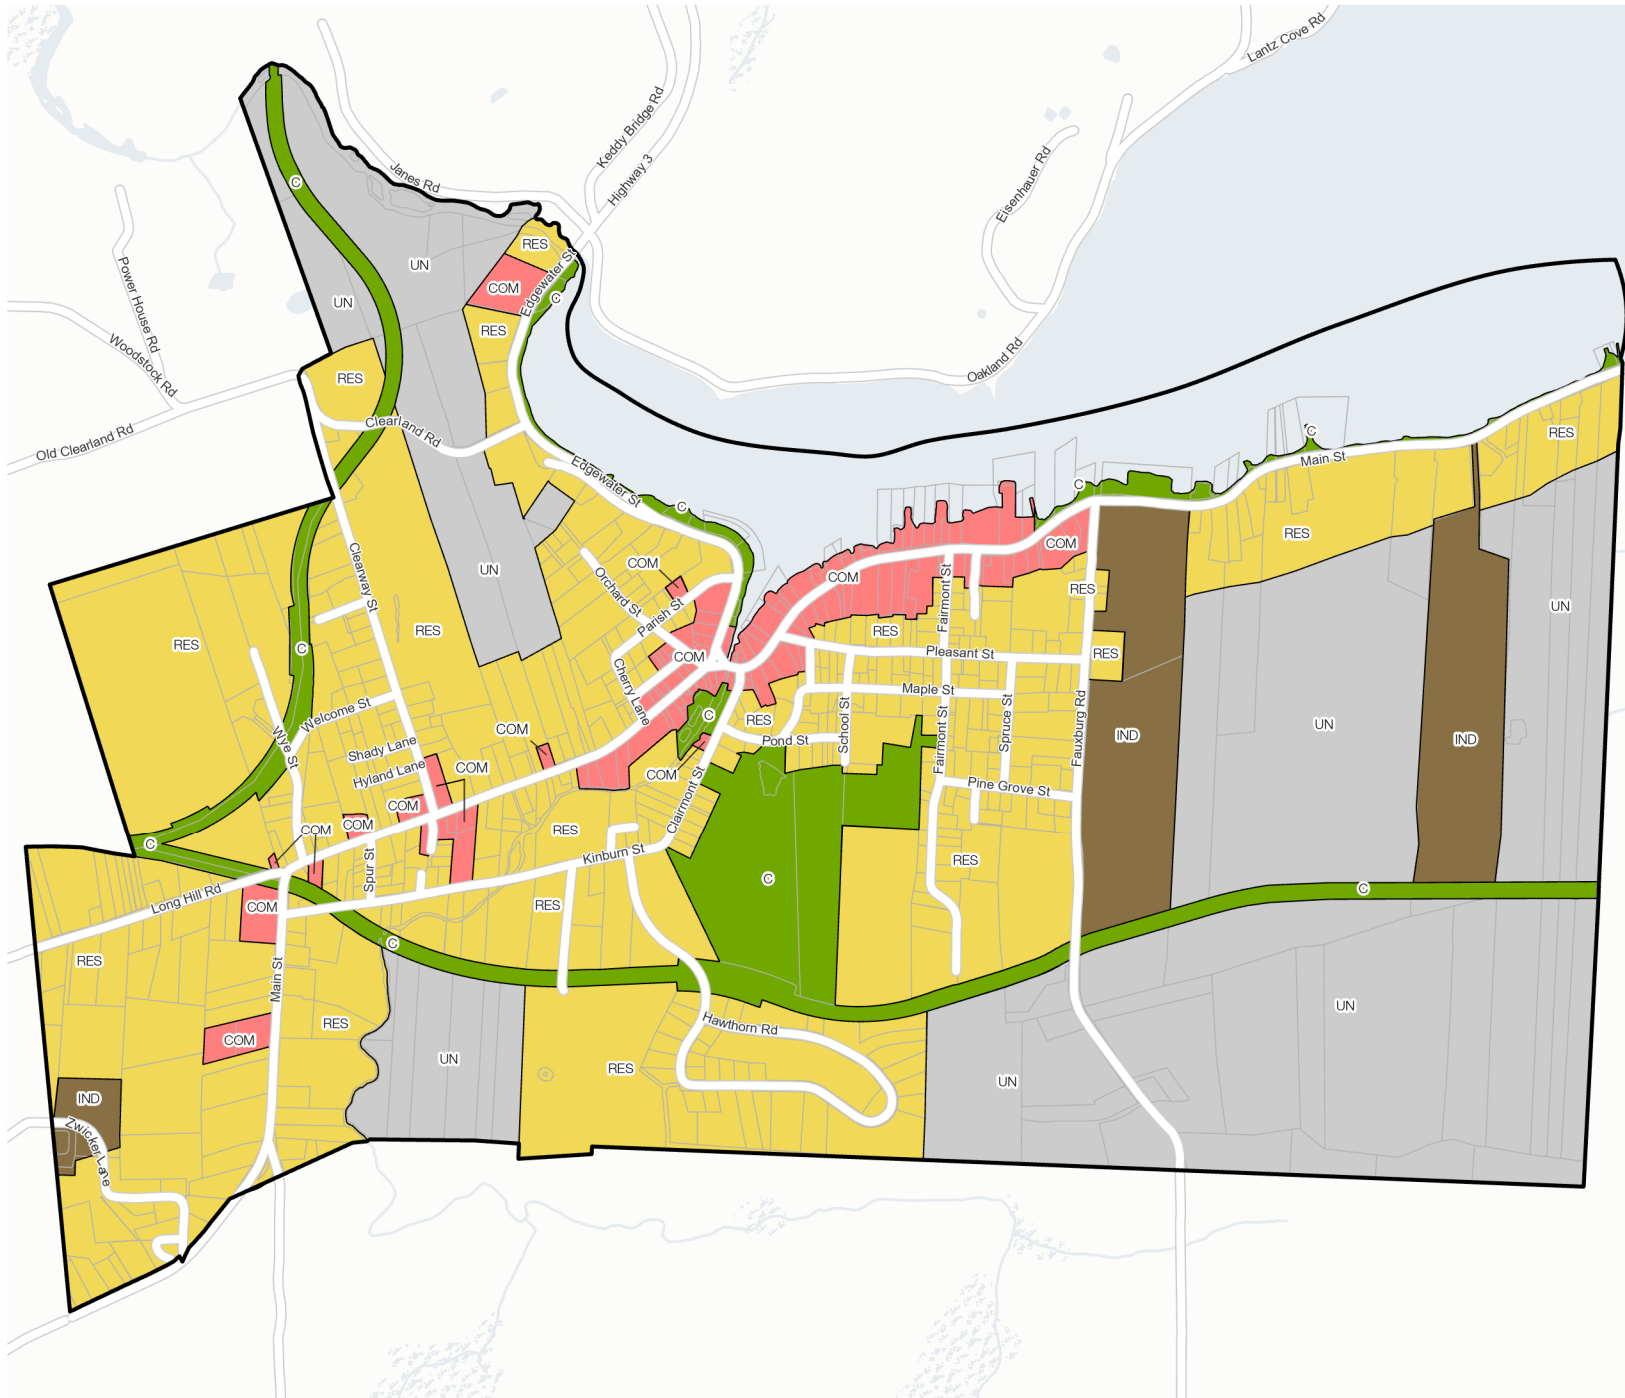 Lantz Cove Rd
Keddy Bridge Rd
Highway 3
Janes Rd
Eisenhauer Rd
C
UN
RES
Edgewater St
COM
C
UN
RES
Power House Rd
Woodstock Rd
Oakland Rd
RES
Clearland Rd
Old Clearland Rd
C
Main St
RES
Edgewater St
C
C
RES
COM
Clearway St
UN
COM
Orchard St
COM
Fairmont St
RES
UN
Parish St
RES
RES
RES
C
Pleasant St
RES
COM
Cherry Lane
Maple St
Welcome St
C
RES
School St
Spruce St
Fauxburg Rd
UN
Wye St
COM
Pond St
Fairmont St
IND
IND
Shady Lane
Hyland Lane
COM
COM
Pine Grove St
COM
COM
COM
Clairmont St
RES
C
Kinburn St
RES
Spur St
C
C
Long Hill Rd
COM
RES
C
RES
Main St
UN
COM
RES
Hawthorn Rd
UN
RES
UN
IND
Zwicker Lane